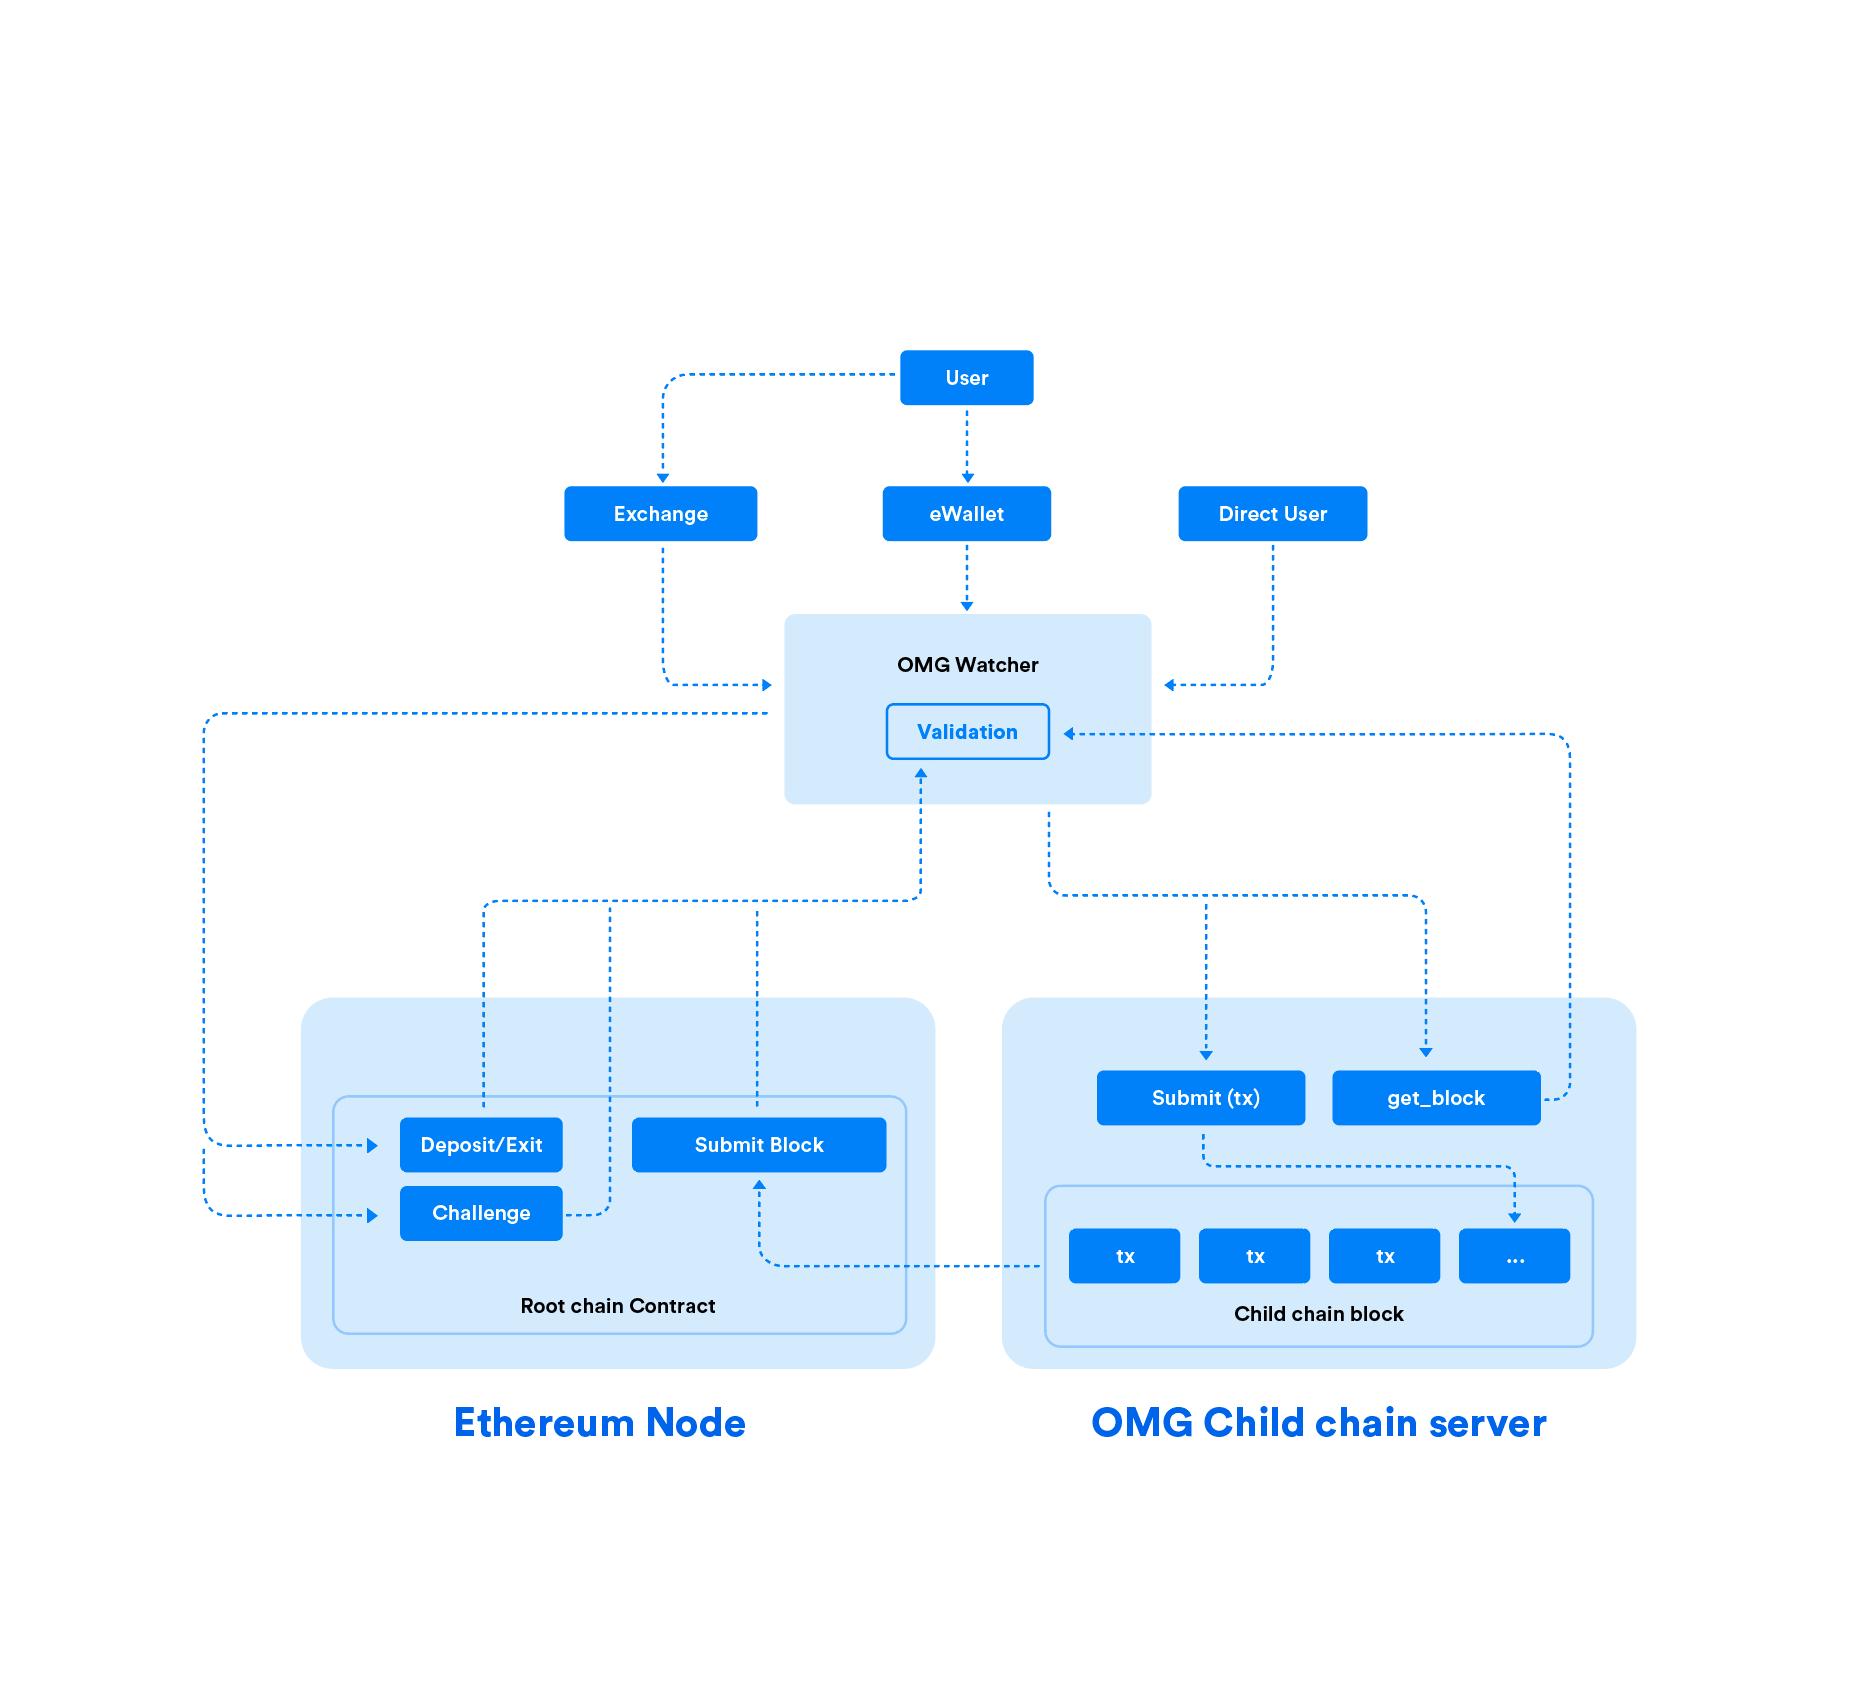 User
Exchange
eWallet
Direct User
OMG Watcher
Validation
Submit (tx)
get_block
Deposit/Exit
Submit Block
Challenge
tx
tx
tx
...
Root chain Contract
Child chain block
Ethereum Node
OMG Child chain server